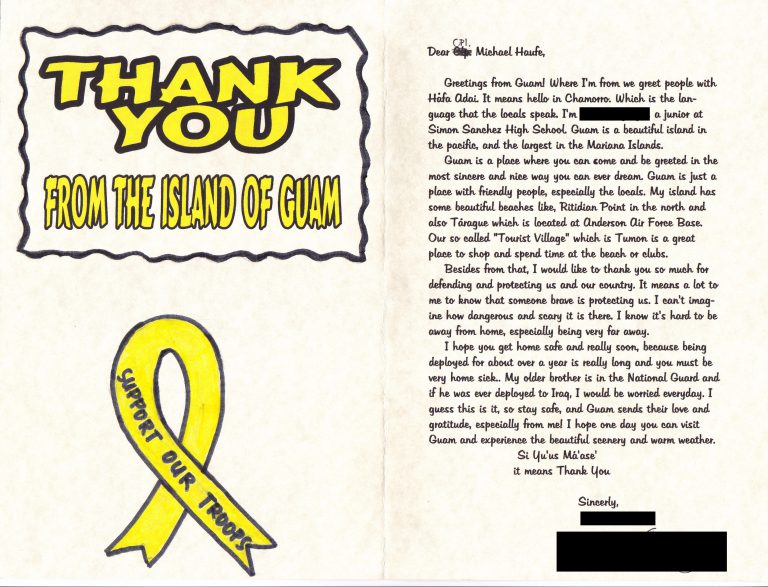 THANK
YOU
FROM THE ISLAND OF GUAM
SUPPORT OUR TROOPS
Dear CPl. Michael Haufe,
Greetings from Guam! Where I'm from we greet people with
Håfa Adai. It means hello in Chamorro. Which is the lan-
guage that the locals speak. I'm a junior at
Simon Sanchez High School. Guam is a beautiful island in
the pacific, and the largest in the Mariana Islands.
Guam is a place where you can come and be greeted in the
most sincere and nice way you can ever dream. Guam is just a
place with friendly people, especially the locals. My island has
some beautiful beaches like, Ritidian Point in the north and
also Tárague which is located at Anderson Air Force Base.
Our so called "Tourist Village" which is Tumon is a great
place to shop and spend time at the beach or clubs.
Besides from that, I would like to thank you so much for
defending and protecting us and our country. It means a lot to
me to know that someone brave is protecting us. I can't imag-
ine how dangerous and scary it is there. I know it's hard to be
away from home, especially being very far away.
I hope you get home safe and really soon, because being
deployed for about over a year is really long and you must be
very home sick.. My older brother is in the National Guard and
if he was ever deployed to Iraq, I would be worried everyday. I
guess this is it, so stay safe, and Guam sends their love and
gratitude, especially from me! I hope one day you can visit
Guam and experience the beautiful scenery and warm weather.
Si Yu'us Må'ase'
it means Thank You
Sincerly,